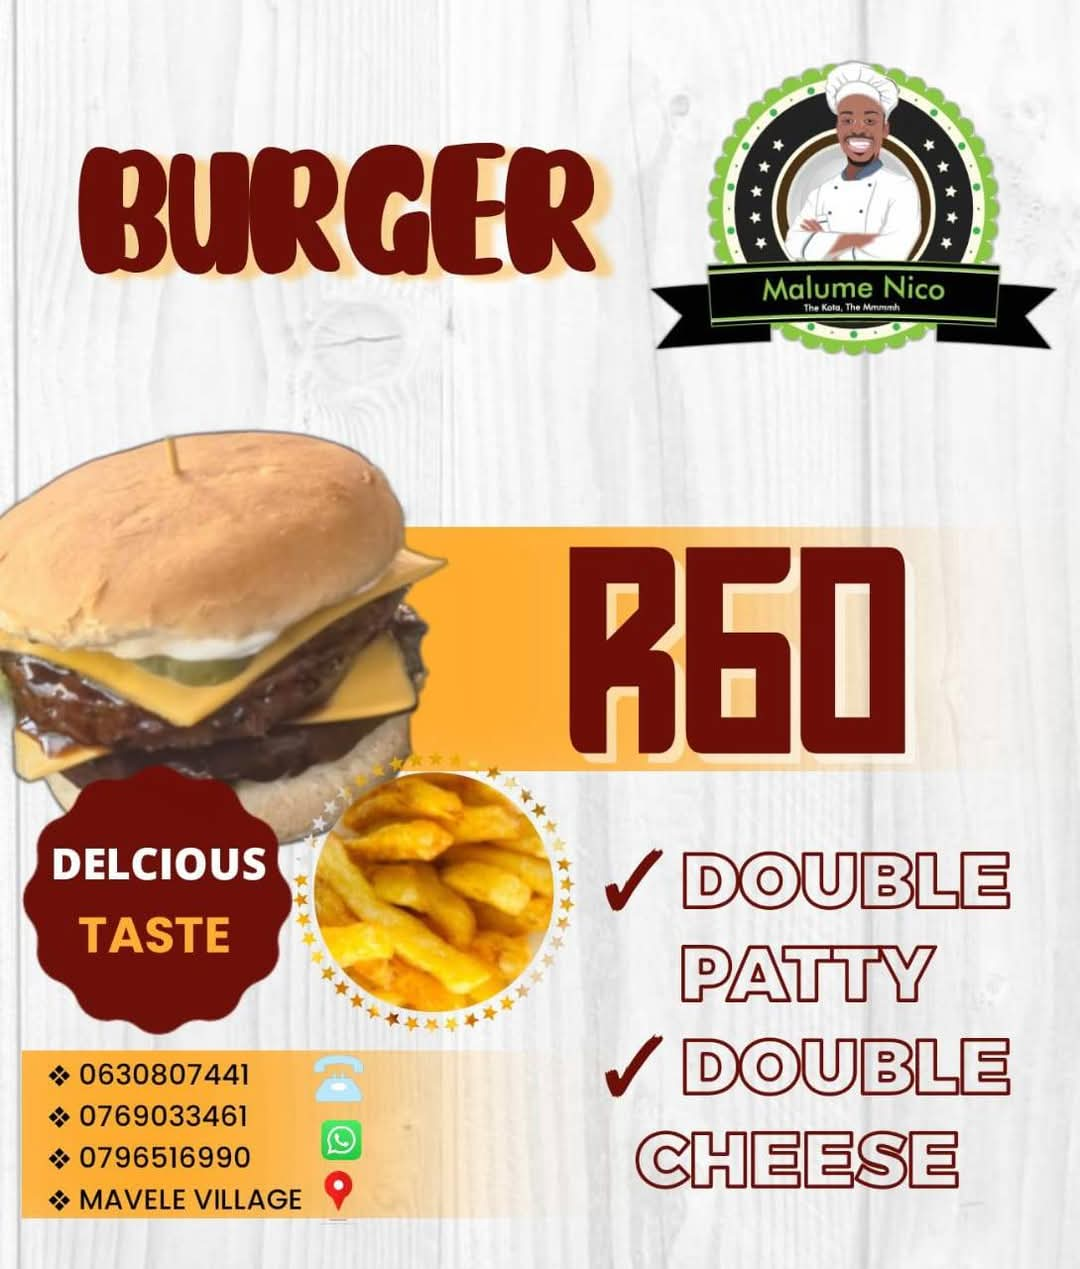 BURGER
Malume Nico
The Kota, The Mmmmh
R60
DELCIOUS
TASTE
✓ DOUBLE
PATTY
✓ DOUBLE
CHEESE
❖ 0630807441
❖ 0769033461
❖ 0796516990
❖ MAVELE VILLAGE